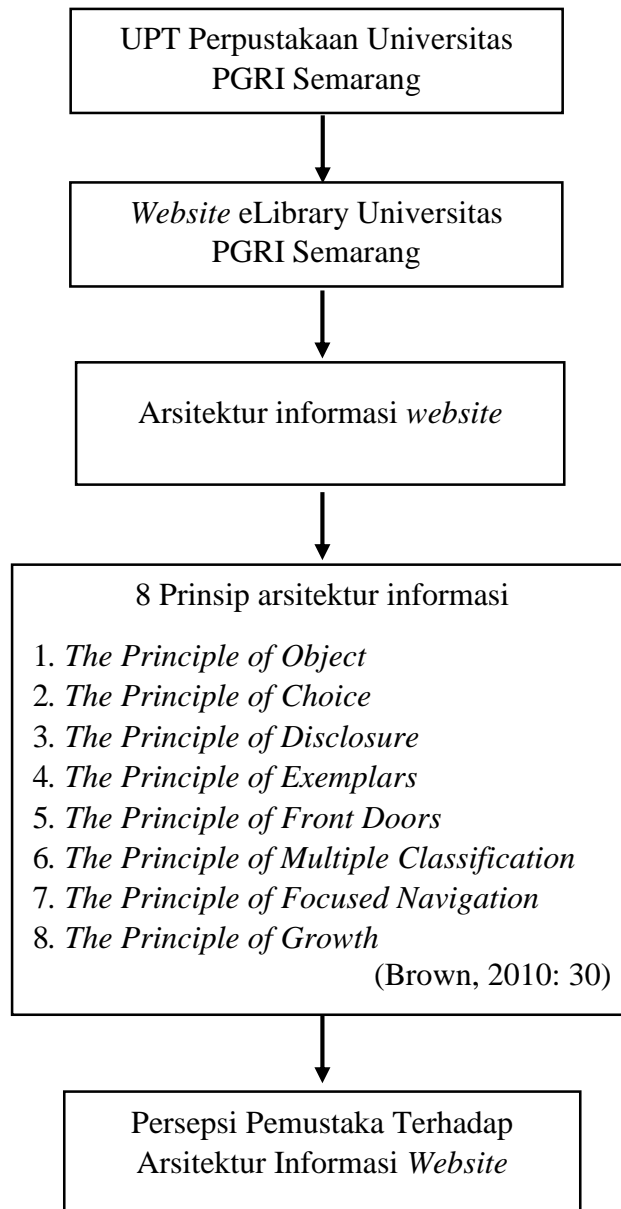 UPT Perpustakaan Universitas
PGRI Semarang
Website eLibrary Universitas
PGRI Semarang
Arsitektur informasi website
8 Prinsip arsitektur informasi
1. The Principle of Object
2. The Principle of Choice
3. The Principle of Disclosure
4. The Principle of Exemplars
5. The Principle of Front Doors
6. The Principle of Multiple Classification
7. The Principle of Focused Navigation
8. The Principle of Growth
(Brown, 2010: 30)
Persepsi Pemustaka Terhadap
Arsitektur Informasi Website